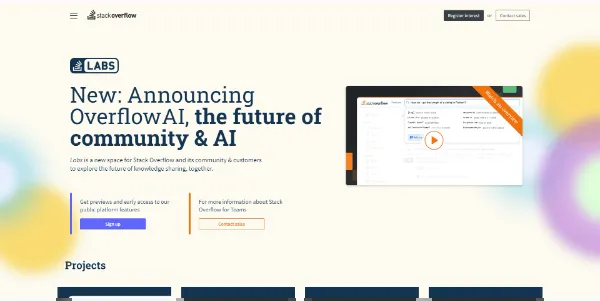 stackoverflow
Register interest or Contact sales
LABS
New: Announcing
OverflowAI, the future of
community & AI
Labs is a new space for Stack Overflow and its community & customers
to explore the future of knowledge sharing, together.
Get previews and early access to our
public platform features
Sign up
For more information about Stack
Overflow for Teams
Contact sales
stackoverflow
Projects